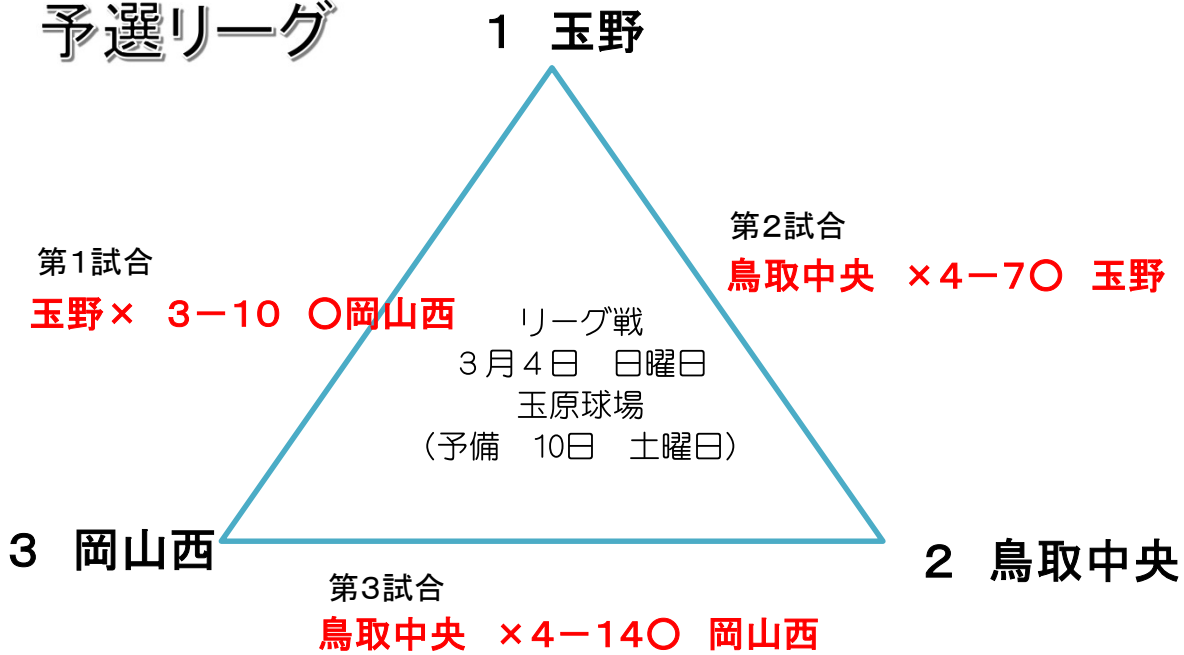 予選リーグ
１　玉野
第２試合
鳥取中央　×４－７〇　玉野
第１試合
玉野×　３－１０　〇岡山西
リーグ戦
３月４日　日曜日
玉原球場
（予備　10日　土曜日）
３　岡山西
２　鳥取中央
第３試合
鳥取中央　×４－１４〇　岡山西